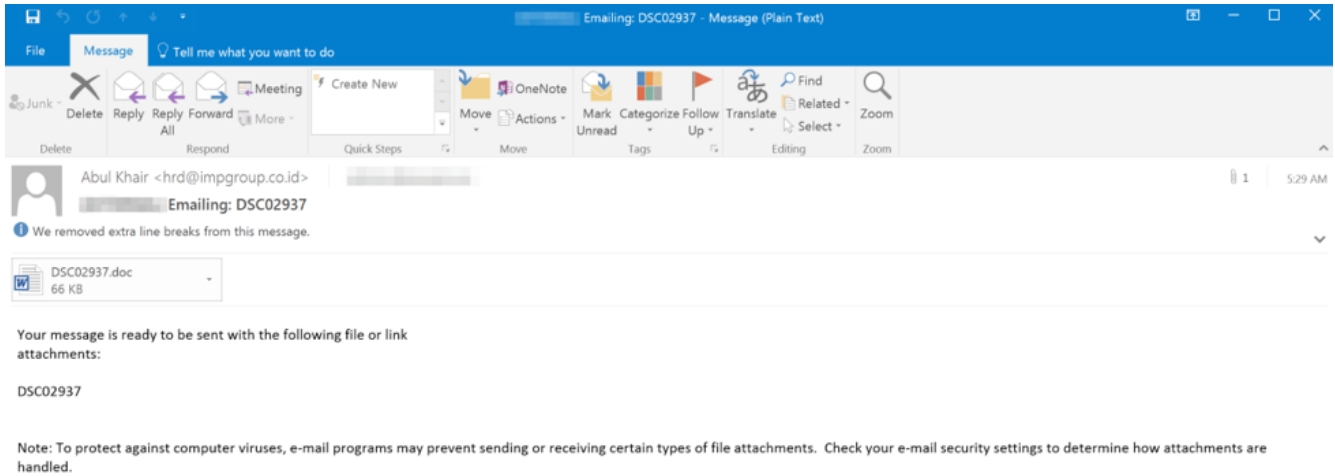 Emailing: DSC02937 - Message (Plain Text)
File Message Tell me what you want to do
Junk Delete Reply Reply All Forward Meeting More Create New Move OneNote Actions Mark Unread Categorize Follow Up Translate Find Related Select Zoom
Delete Respond Quick Steps Move Tags Editing Zoom
Abul Khair <hrd@impgroup.co.id> 1 5:29 AM
Emailing: DSC02937
We removed extra line breaks from this message.
DSC02937.doc
66 KB
Your message is ready to be sent with the following file or link
attachments:
DSC02937
Note: To protect against computer viruses, e-mail programs may prevent sending or receiving certain types of file attachments. Check your e-mail security settings to determine how attachments are
handled.